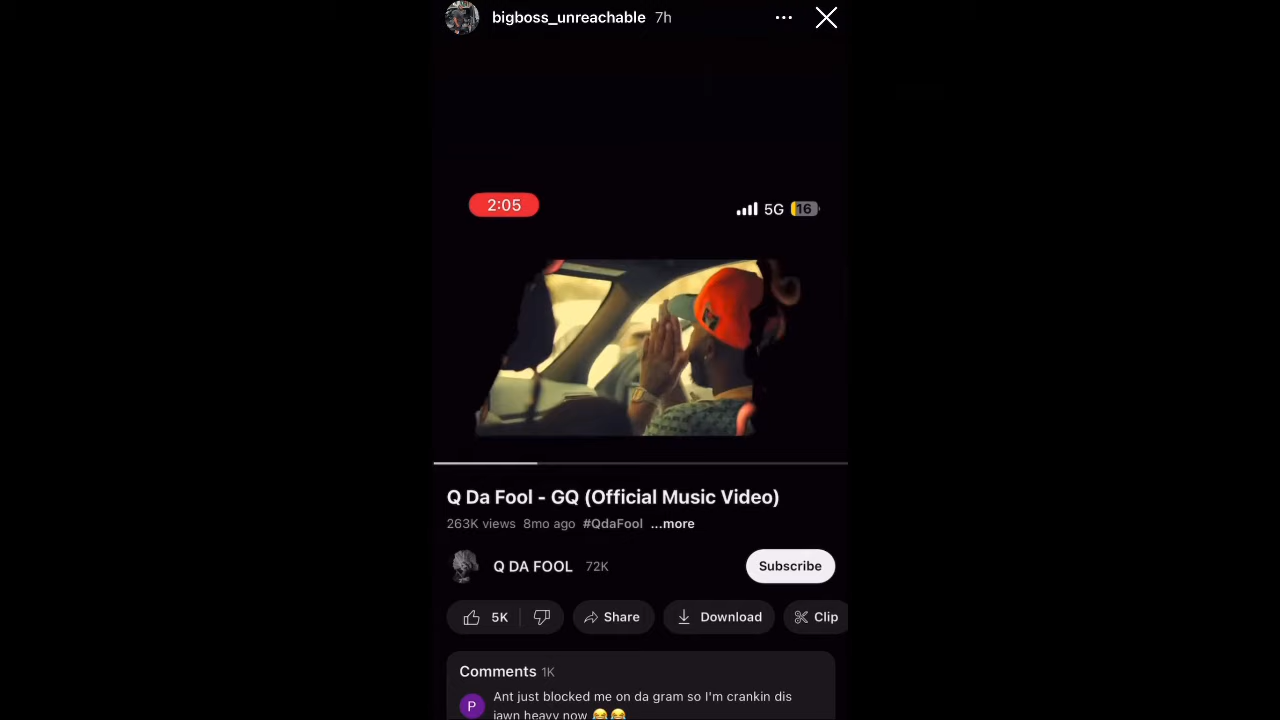 bigboss_unreachable 7h
2:05 5G 16
Q Da Fool - GQ (Official Music Video)
263K views 8mo ago #QdaFool ...more
Q DA FOOL 72K Subscribe
5K Share Download Clip
Comments 1K
P Ant just blocked me on da gram so I'm crankin dis
jawn heavy now 😂😂